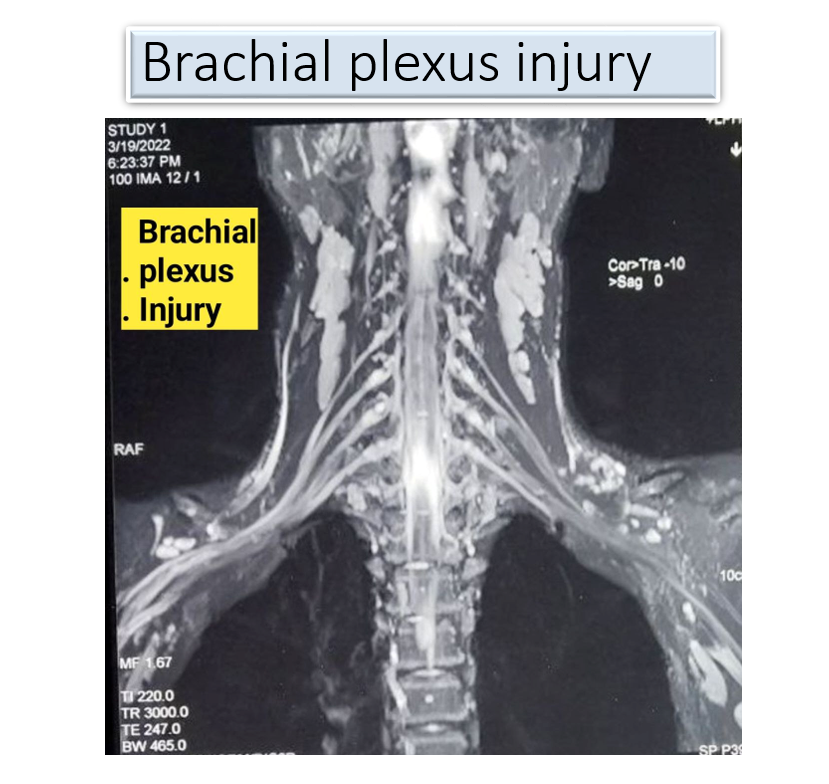 Brachial plexus injury
STUDY 1
3/19/2022
6:23:37 PM
100 IMA 12 / 1
Brachial
. plexus
. Injury
Cor>Tra -10
>Sag 0
RAF
10c
MF 1.67
TI 220.0
TR 3000.0
TE 247.0
BW 465.0
SP P39